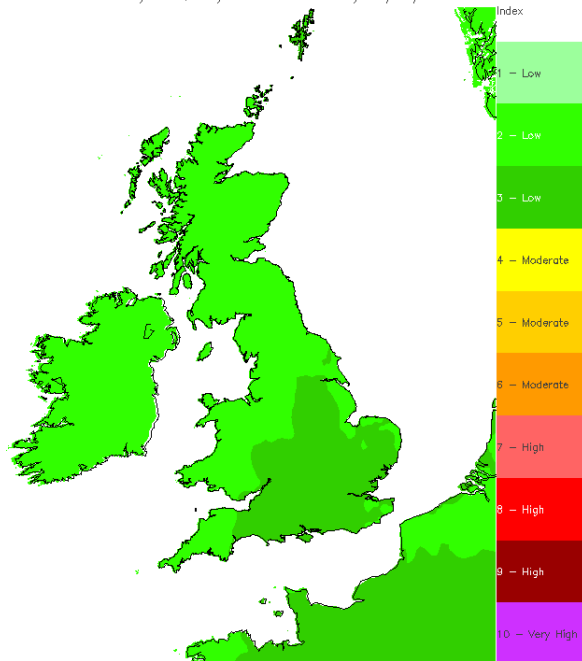 Index
1 - Low
2 - Low
3 - Low
4 - Moderate
5 - Moderate
6 - Moderate
7 - High
8 - High
9 - High
10 - Very High